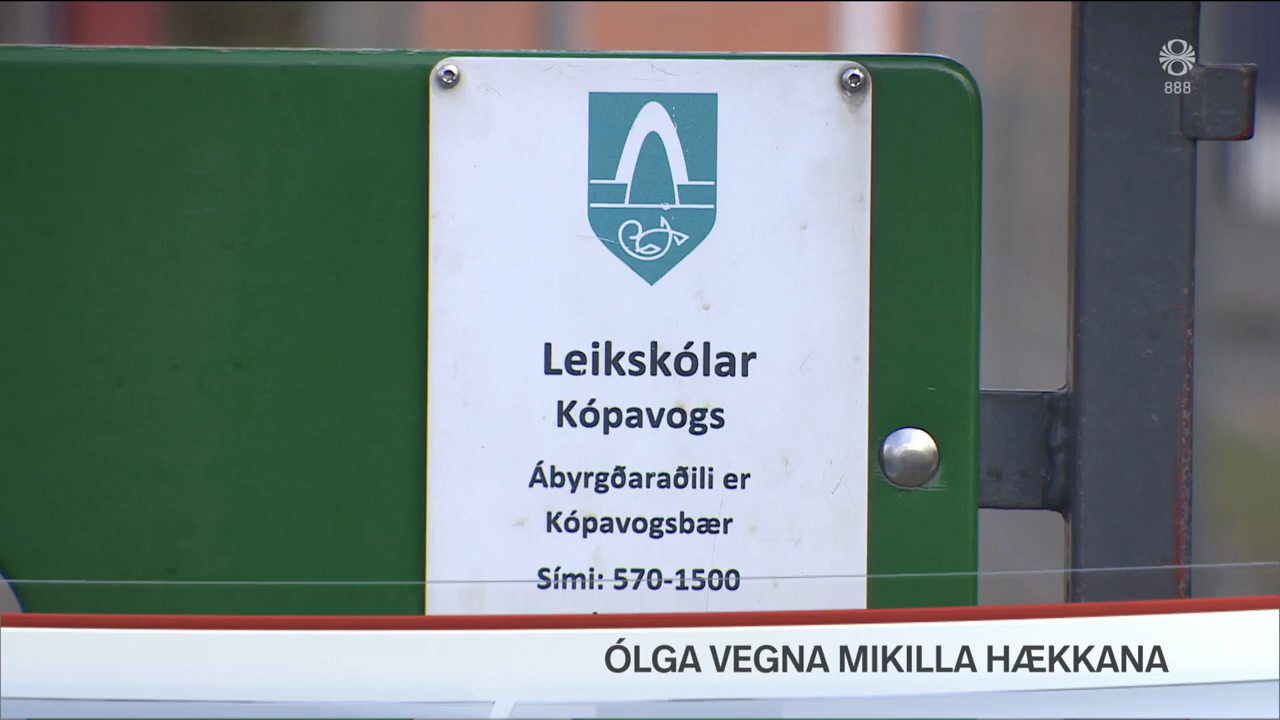 888
Leikskólar
Kópavogs
Ábyrgðaraðili er
Kópavogsbær
Sími: 570-1500
ÓLGA VEGNA MIKILLA HÆKKANA